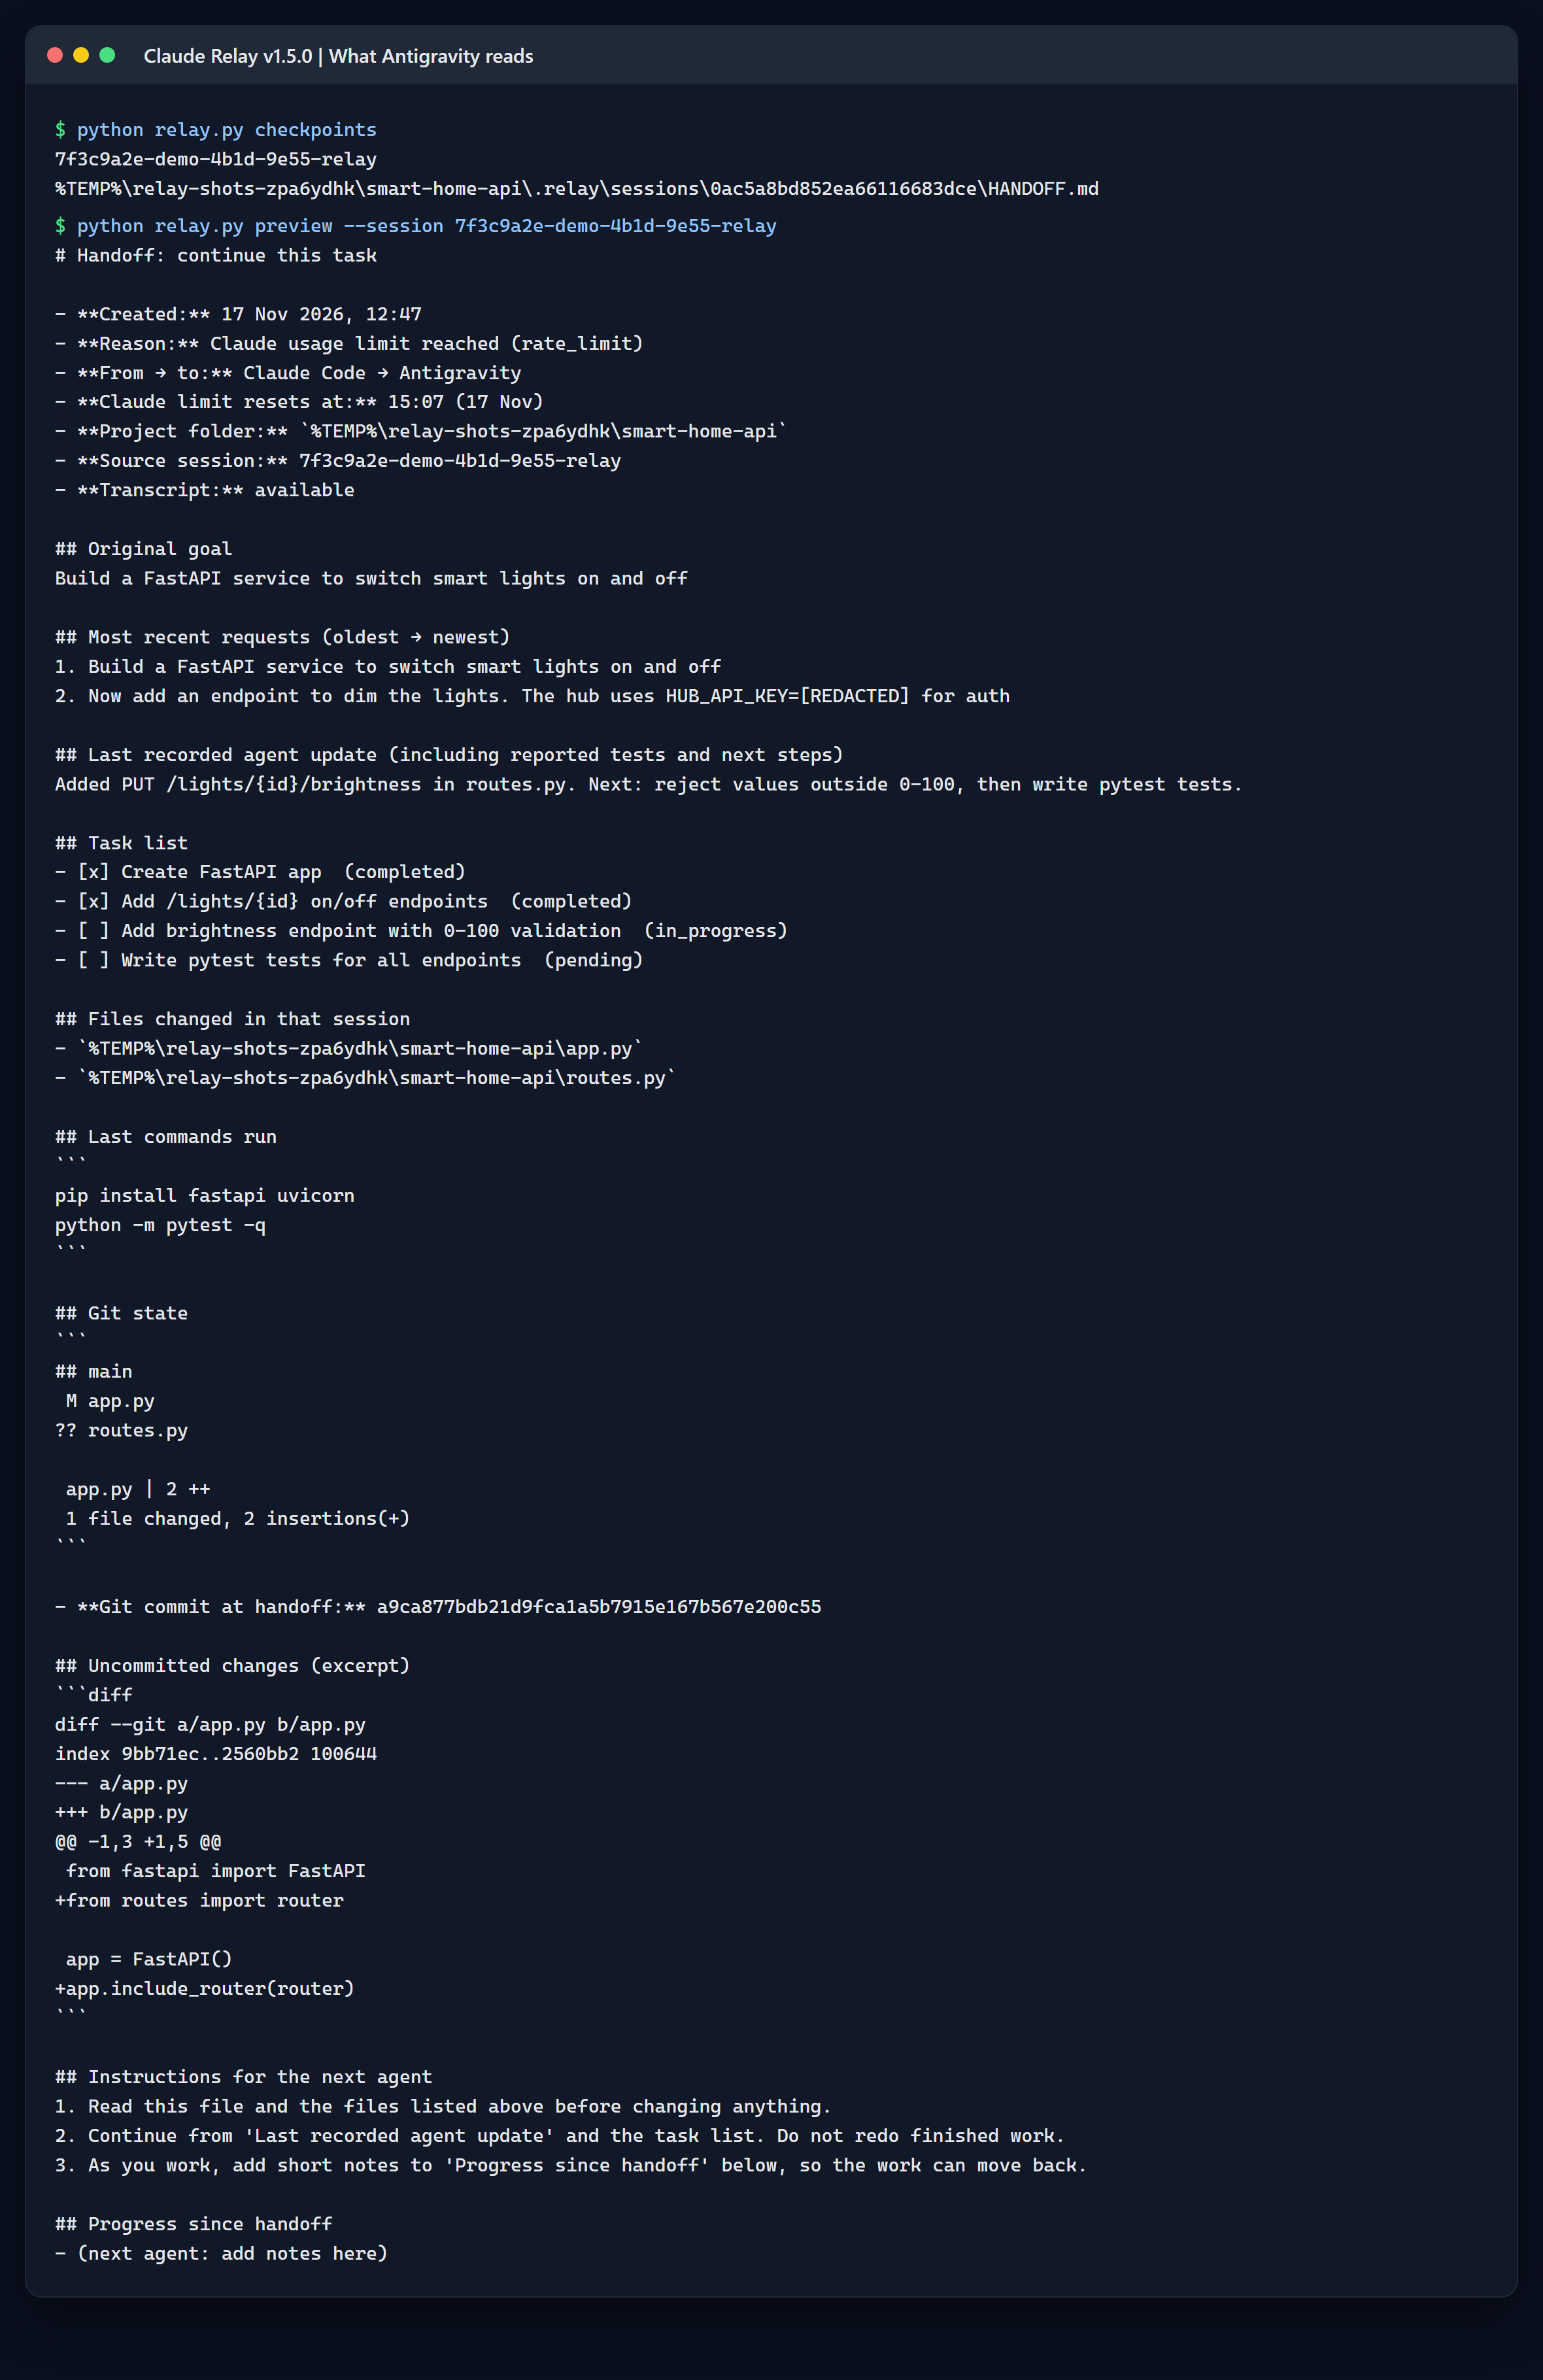 Claude Relay v1.5.0 | What Antigravity reads
$ python relay.py checkpoints
7f3c9a2e-demo-4b1d-9e55-relay
%TEMP%\relay-shots-zpa6ydhk\smart-home-api\.relay\sessions\0ac5a8bd852ea66116683dce\HANDOFF.md
$ python relay.py preview --session 7f3c9a2e-demo-4b1d-9e55-relay
# Handoff: continue this task

- **Created:** 17 Nov 2026, 12:47
- **Reason:** Claude usage limit reached (rate_limit)
- **From → to:** Claude Code → Antigravity
- **Claude limit resets at:** 15:07 (17 Nov)
- **Project folder:** `%TEMP%\relay-shots-zpa6ydhk\smart-home-api`
- **Source session:** 7f3c9a2e-demo-4b1d-9e55-relay
- **Transcript:** available

## Original goal
Build a FastAPI service to switch smart lights on and off

## Most recent requests (oldest → newest)
1. Build a FastAPI service to switch smart lights on and off
2. Now add an endpoint to dim the lights. The hub uses HUB_API_KEY=[REDACTED] for auth

## Last recorded agent update (including reported tests and next steps)
Added PUT /lights/{id}/brightness in routes.py. Next: reject values outside 0-100, then write pytest tests.

## Task list
- [x] Create FastAPI app  (completed)
- [x] Add /lights/{id} on/off endpoints  (completed)
- [ ] Add brightness endpoint with 0-100 validation  (in_progress)
- [ ] Write pytest tests for all endpoints  (pending)

## Files changed in that session
- `%TEMP%\relay-shots-zpa6ydhk\smart-home-api\app.py`
- `%TEMP%\relay-shots-zpa6ydhk\smart-home-api\routes.py`

## Last commands run
```
pip install fastapi uvicorn
python -m pytest -q
```

## Git state
```
## main
 M app.py
?? routes.py

 app.py | 2 ++
 1 file changed, 2 insertions(+)
```

- **Git commit at handoff:** a9ca877bdb21d9fca1a5b7915e167b567e200c55

## Uncommitted changes (excerpt)
```diff
diff --git a/app.py b/app.py
index 9bb71ec..2560bb2 100644
--- a/app.py
+++ b/app.py
@@ -1,3 +1,5 @@
 from fastapi import FastAPI
+from routes import router

 app = FastAPI()
+app.include_router(router)
```

## Instructions for the next agent
1. Read this file and the files listed above before changing anything.
2. Continue from 'Last recorded agent update' and the task list. Do not redo finished work.
3. As you work, add short notes to 'Progress since handoff' below, so the work can move back.

## Progress since handoff
- (next agent: add notes here)